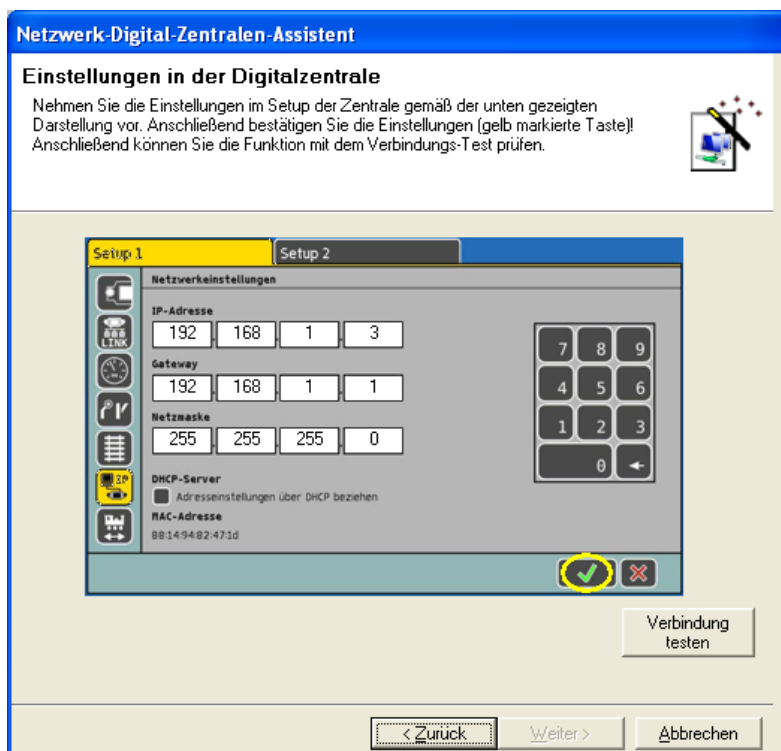 Netzwerk-Digital-Zentralen-Assistent
Einstellungen in der Digitalzentrale
Nehmen Sie die Einstellungen im Setup der Zentrale gemäß der unten gezeigten
Darstellung vor. Anschließend bestätigen Sie die Einstellungen (gelb markierte Taste)!
Anschließend können Sie die Funktion mit dem Verbindungs-Test prüfen.
Setup 1 Setup 2
Netzwerkeinstellungen
LINK
IP-Adresse
192 . 168 . 1 . 3
Gateway
192 . 168 . 1 . 1
Netzmaske
255 . 255 . 255 . 0
7 8 9
4 5 6
1 2 3
0
IP
DHCP-Server
Adresseinstellungen über DHCP beziehen
MAC-Adresse
88:14:94:82:47:1d
Verbindung
testen
< Zurück Weiter > Abbrechen